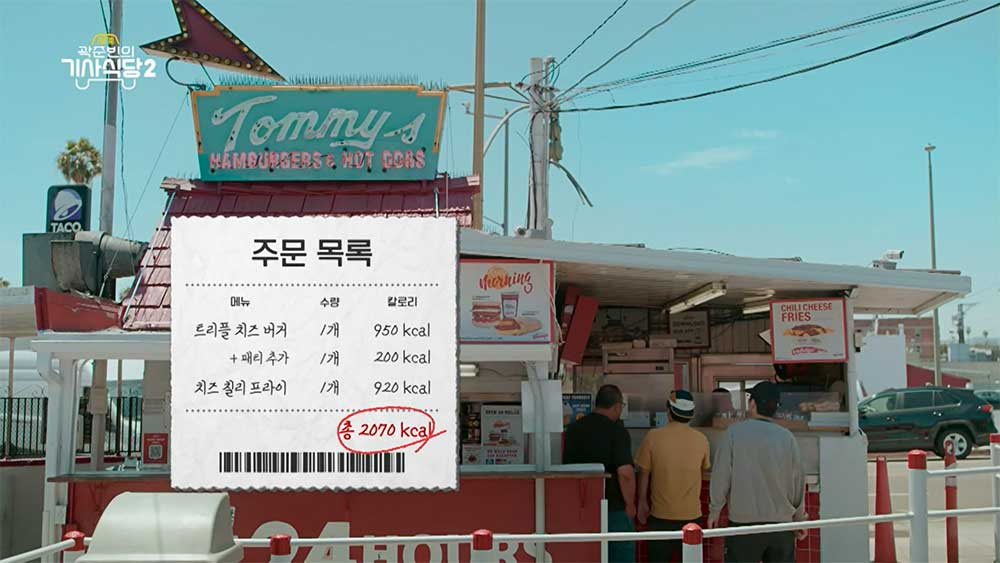 곽준빈의
기사식당2
Tommy's
HAMBURGERS & HOT DOGS
TACO
주문 목록
메뉴 수량 칼로리
트리플 치즈 버거 1개 950 kcal
+ 패티 추가 1개 200 kcal
치즈 칠리 프라이 1개 920 kcal
총 2070 kcal
morning
CHILI CHEESE
FRIES
DOWNLOAD
24 HOURS